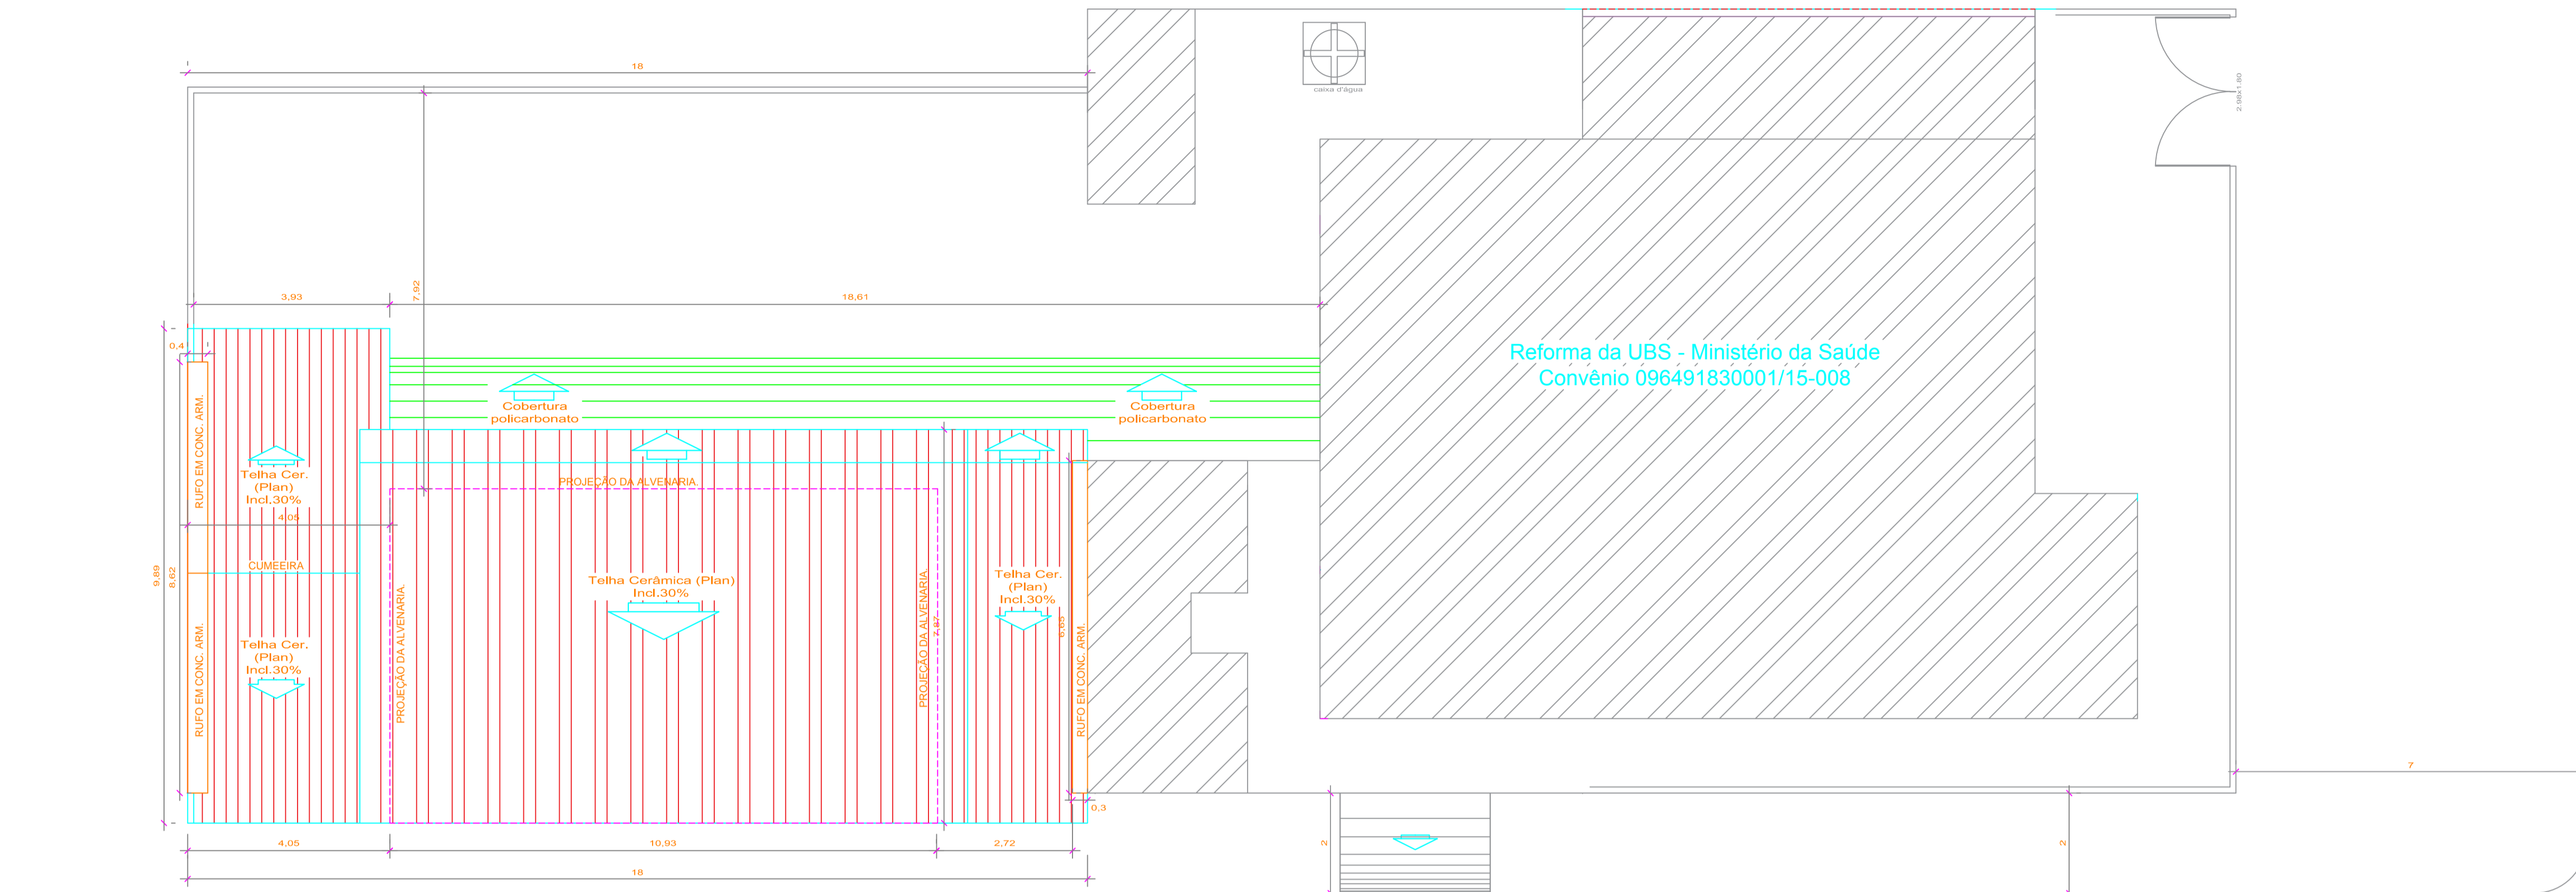 18
caixa d'água
2.98x1.80
3,93
7,92
18,61
0,4
Reforma da UBS - Ministério da Saúde
Convênio 096491830001/15-008
Cobertura
policarbonato
Cobertura
policarbonato
RUFO EM CONC. ARM.
Telha Cer.
(Plan)
Incl.30%
4,05
PROJEÇÃO DA ALVENARIA.
9,89
8,62
CUMEEIRA
Telha Cerâmica (Plan)
Incl.30%
Telha Cer.
(Plan)
Incl.30%
PROJEÇÃO DA ALVENARIA.
PROJEÇÃO DA ALVENARIA.
7,87
6,65
RUFO EM CONC. ARM.
Telha Cer.
(Plan)
Incl.30%
RUFO EM CONC. ARM.
7
0,3
4,05
10,93
2,72
2
2
18